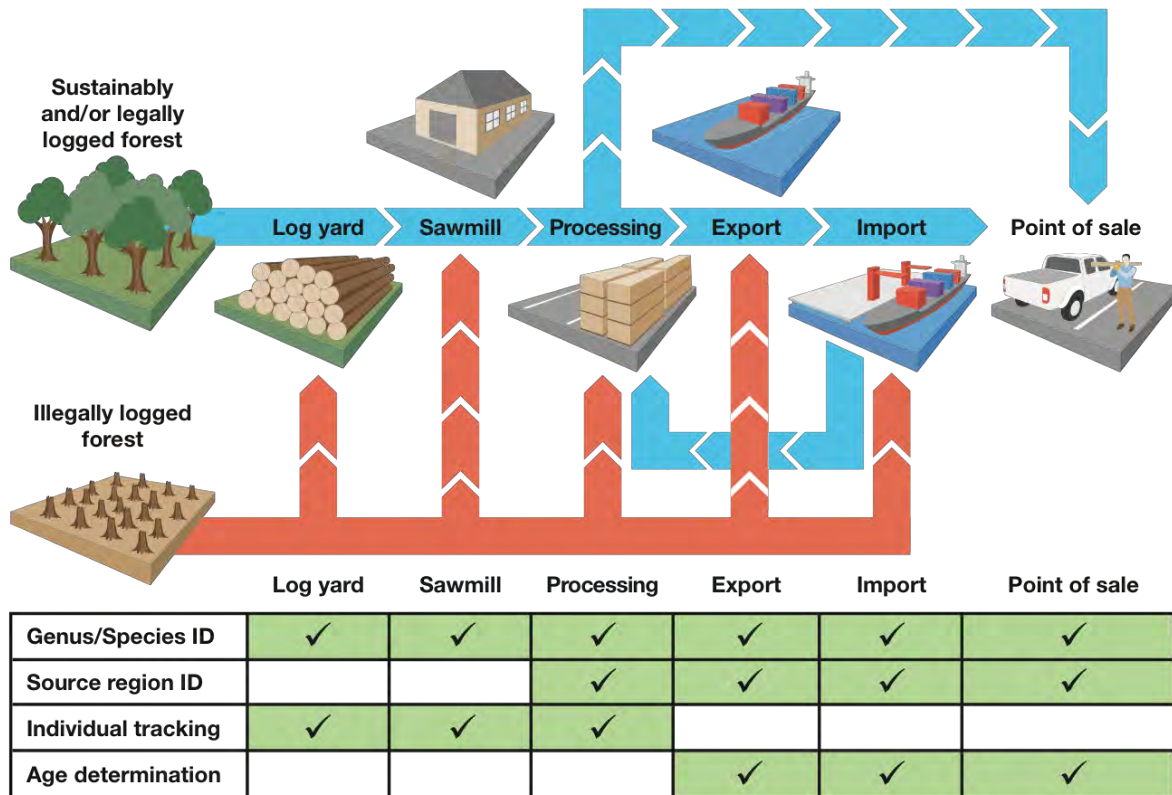 Sustainably
and/or legally
logged forest
Log yard
Sawmill
Processing
Export
Import
Point of sale
Illegally logged
forest
Log yard Sawmill Processing Export Import Point of sale
Genus/Species ID ✓ ✓ ✓ ✓ ✓ ✓
Source region ID ✓ ✓ ✓ ✓
Individual tracking ✓ ✓ ✓
Age determination ✓ ✓ ✓